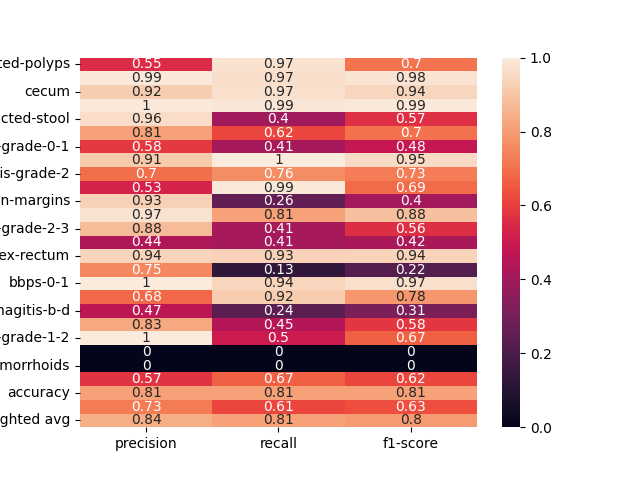 ted-polyps 0.55 0.97 0.7
0.99 0.97 0.98
cecum 0.92 0.97 0.94
1 0.99 0.99
cted-stool 0.96 0.4 0.57
0.81 0.62 0.7
-grade-0-1 0.58 0.41 0.48
0.91 1 0.95
is-grade-2 0.7 0.76 0.73
0.53 0.99 0.69
n-margins 0.93 0.26 0.4
0.97 0.81 0.88
-grade-2-3 0.88 0.41 0.56
0.44 0.41 0.42
ex-rectum 0.94 0.93 0.94
0.75 0.13 0.22
bbps-0-1 1 0.94 0.97
0.68 0.92 0.78
nagitis-b-d 0.47 0.24 0.31
0.83 0.45 0.58
-grade-1-2 1 0.5 0.67
0 0 0
morrhoids 0 0 0
0.57 0.67 0.62
accuracy 0.81 0.81 0.81
0.73 0.61 0.63
ghted avg 0.84 0.81 0.8
precision recall f1-score
1.0
0.8
0.6
0.4
0.2
0.0